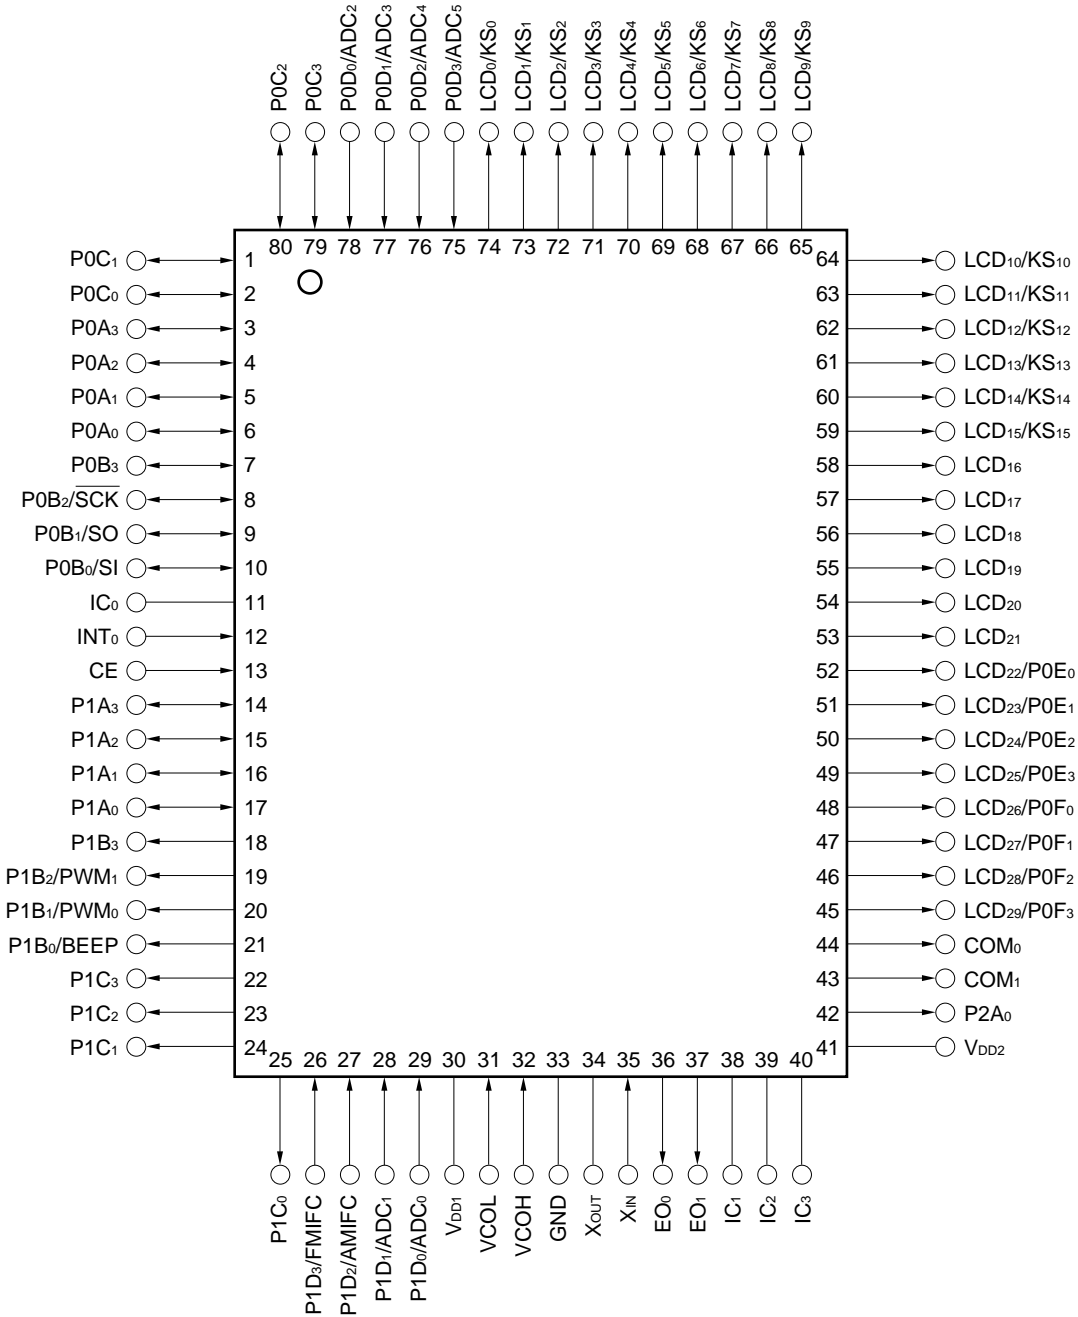 P0C₂
P0C₃
P0D₀/ADC₂
P0D₁/ADC₃
P0D₂/ADC₄
P0D₃/ADC₅
LCD₀/KS₀
LCD₁/KS₁
LCD₂/KS₂
LCD₃/KS₃
LCD₄/KS₄
LCD₅/KS₅
LCD₆/KS₆
LCD₇/KS₇
LCD₈/KS₈
LCD₉/KS₉
80 79 78 77 76 75 74 73 72 71 70 69 68 67 66 65
P0C₁ 1 64 LCD₁₀/KS₁₀
P0C₀ 2 63 LCD₁₁/KS₁₁
P0A₃ 3 62 LCD₁₂/KS₁₂
P0A₂ 4 61 LCD₁₃/KS₁₃
P0A₁ 5 60 LCD₁₄/KS₁₄
P0A₀ 6 59 LCD₁₅/KS₁₅
P0B₃ 7 58 LCD₁₆
P0B₂/S̅C̅K̅ 8 57 LCD₁₇
P0B₁/SO 9 56 LCD₁₈
P0B₀/SI 10 55 LCD₁₉
IC₀ 11 54 LCD₂₀
INT₀ 12 53 LCD₂₁
CE 13 52 LCD₂₂/P0E₀
P1A₃ 14 51 LCD₂₃/P0E₁
P1A₂ 15 50 LCD₂₄/P0E₂
P1A₁ 16 49 LCD₂₅/P0E₃
P1A₀ 17 48 LCD₂₆/P0F₀
P1B₃ 18 47 LCD₂₇/P0F₁
P1B₂/PWM₁ 19 46 LCD₂₈/P0F₂
P1B₁/PWM₀ 20 45 LCD₂₉/P0F₃
P1B₀/BEEP 21 44 COM₀
P1C₃ 22 43 COM₁
P1C₂ 23 42 P2A₀
P1C₁ 24 41 VDD2
25 26 27 28 29 30 31 32 33 34 35 36 37 38 39 40
P1C₀
P1D₃/FMIFC
P1D₂/AMIFC
P1D₁/ADC₁
P1D₀/ADC₀
VDD1
VCOL
VCOH
GND
XOUT
XIN
EO₀
EO₁
IC₁
IC₂
IC₃